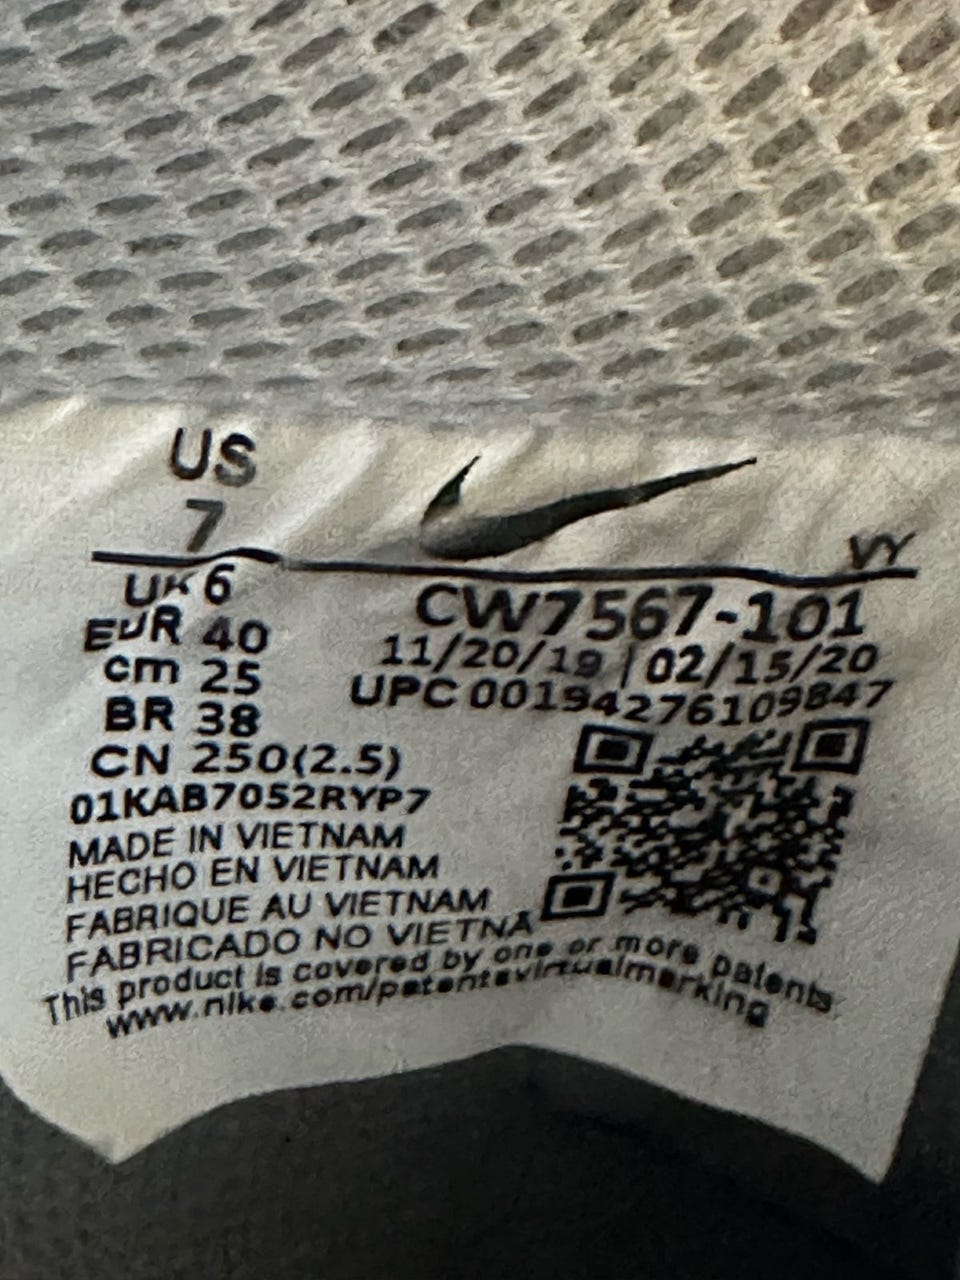 US
7
VY
UK 6
EUR 40
cm 25
BR 38
CN 250(2.5)
CW7567-101
11/20/19 | 02/15/20
UPC 00194276109847
01KAB7052RYP7
MADE IN VIETNAM
HECHO EN VIETNAM
FABRIQUE AU VIETNAM
FABRICADO NO VIETNA
This product is covered by one or more patents
www.nike.com/patentsvirtualmarking